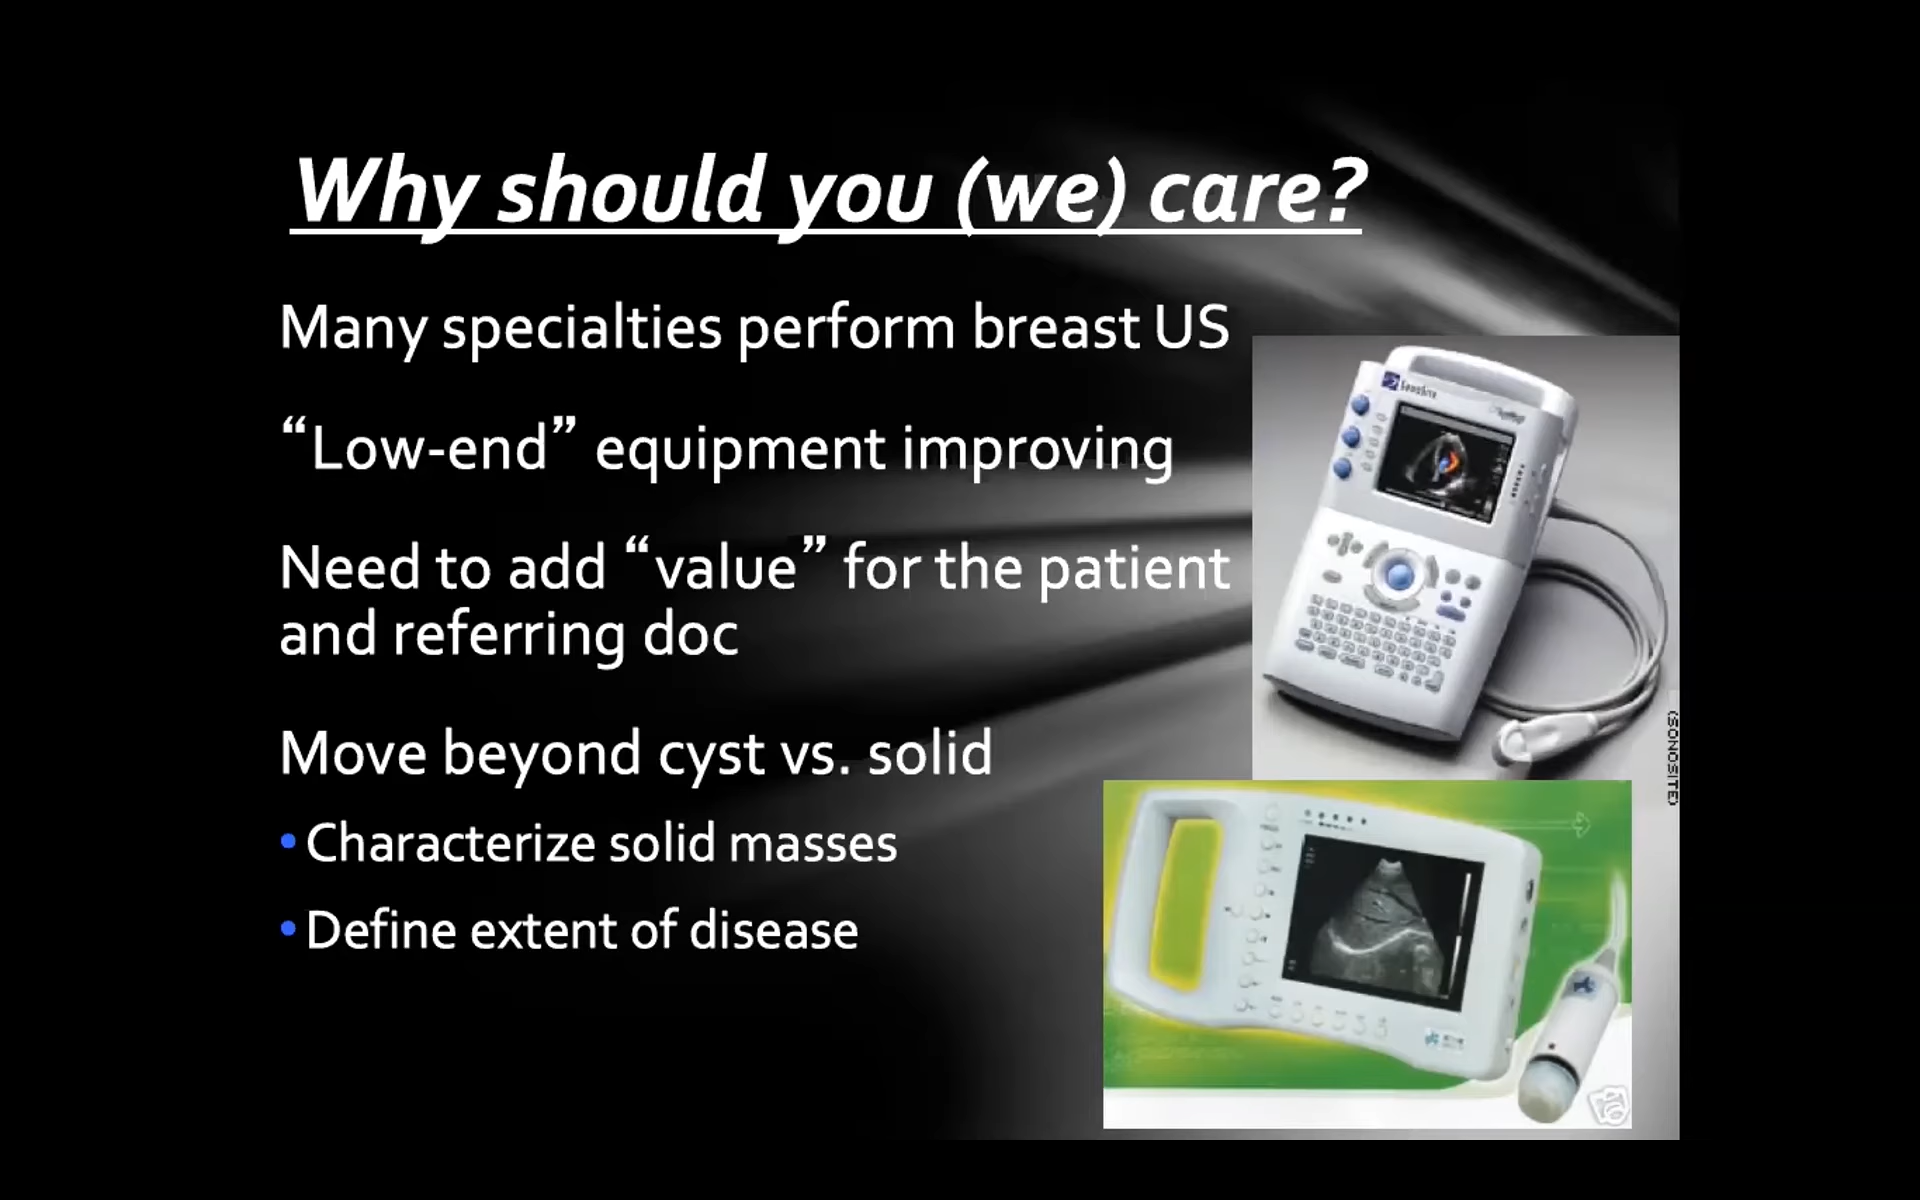 Why should you (we) care?
Many specialties perform breast US
“Low-end” equipment improving
Need to add “value” for the patient
and referring doc
Move beyond cyst vs. solid
• Characterize solid masses
• Define extent of disease
SonoSite
(SONOSITE)